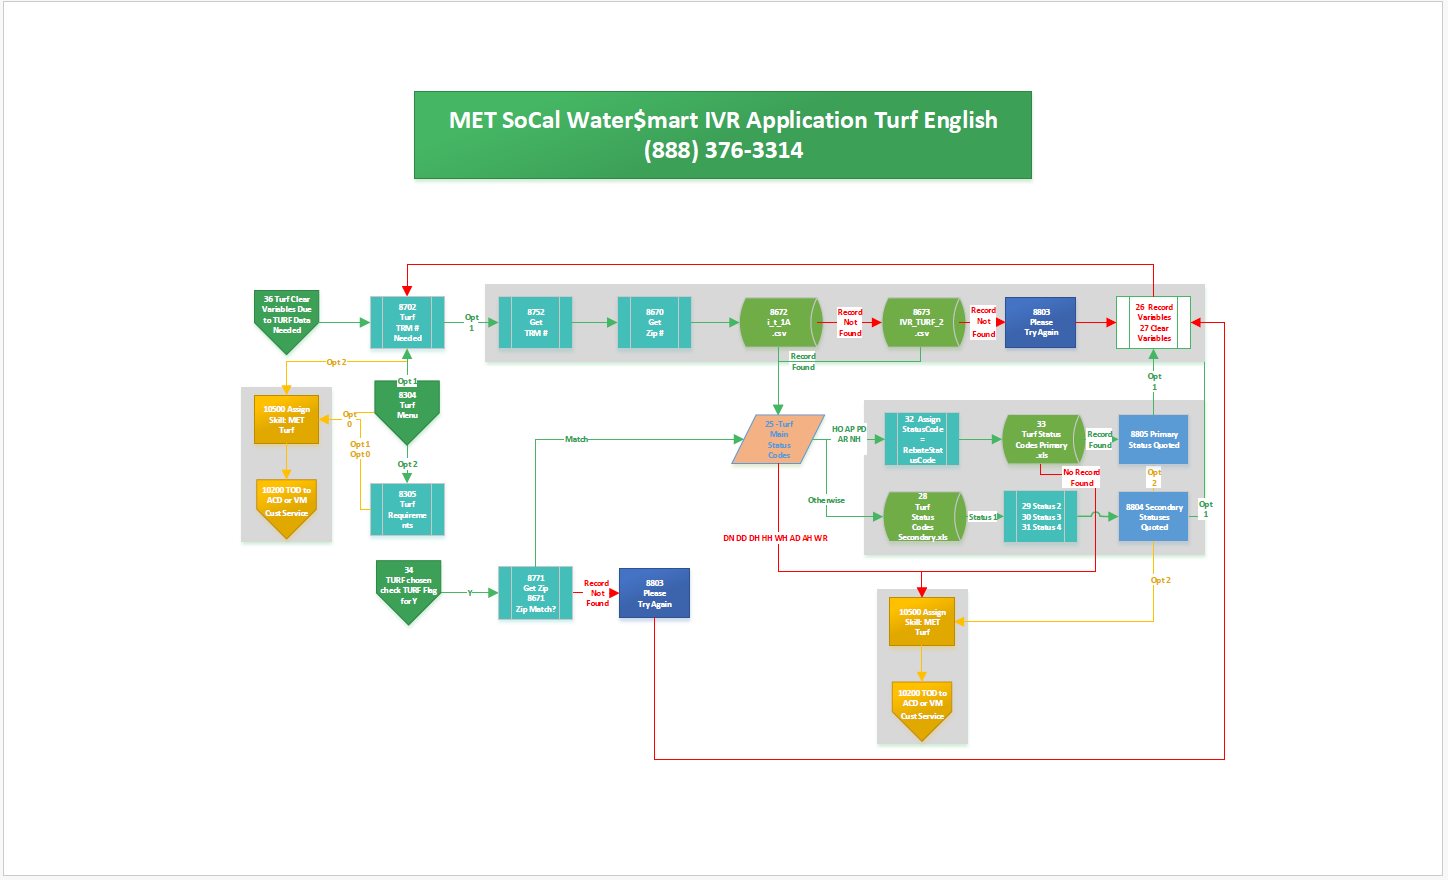 MET SoCal Water$mart IVR Application Turf English
(888) 376-3314
36 Turf Clear
Variables Due
to TURF Data
Needed
8702
Turf
TRM #
Needed
Opt
1
8752
Get
TRM #
8670
Get
Zip #
8672
i_t_1A
.csv
Record
Not
Found
8673
IVR_TURF_2
.csv
Record
Not
Found
8803
Please
Try Again
26 Record
Variables
27 Clear
Variables
Opt 2
Record
Found
Opt 1
8304
Turf
Menu
Opt
1
10500 Assign
Skill: MET
Turf
Opt
0
Opt 1
Opt 0
Match
25 -Turf
Main
Status
Codes
HO AP PD
AR NH
32 Assign
StatusCode
=
RebateStat
usCode
33
Turf Status
Codes Primary
.xls
Record
Found
8805 Primary
Status Quoted
Opt 2
No Record
Found
Opt
2
10200 TOD to
ACD or VM
Cust Service
8305
Turf
Requireme
nts
Otherwise
28
Turf
Status
Codes
Secondary.xls
Status 1
29 Status 2
30 Status 3
31 Status 4
8804 Secondary
Statuses
Quoted
Opt
1
DN DD DH HH WH AD AH WR
34
TURF chosen
check TURF Flag
for Y
Y
8771
Get Zip
8671
Zip Match?
Record
Not
Found
8803
Please
Try Again
Opt 2
10500 Assign
Skill: MET
Turf
10200 TOD to
ACD or VM
Cust Service